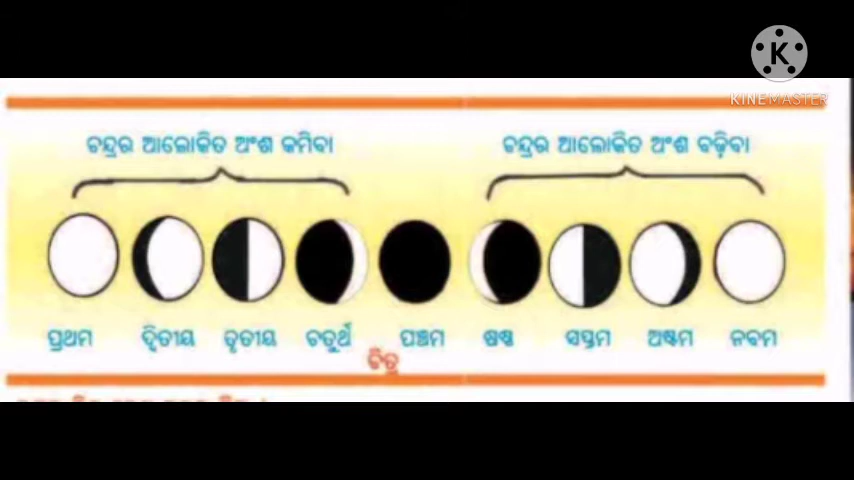 K
KINEMASTER
ଚନ୍ଦ୍ରର ଆଲୋକିତ ଅଂଶ କମିବା
ଚନ୍ଦ୍ରର ଆଲୋକିତ ଅଂଶ ବଢ଼ିବା
ପ୍ରଥମ ଦ୍ୱିତୀୟ ତୃତୀୟ ଚତୁର୍ଥ ପଞ୍ଚମ ଷଷ୍ଠ ସପ୍ତମ ଅଷ୍ଟମ ନବମ
ଚିତ୍ର